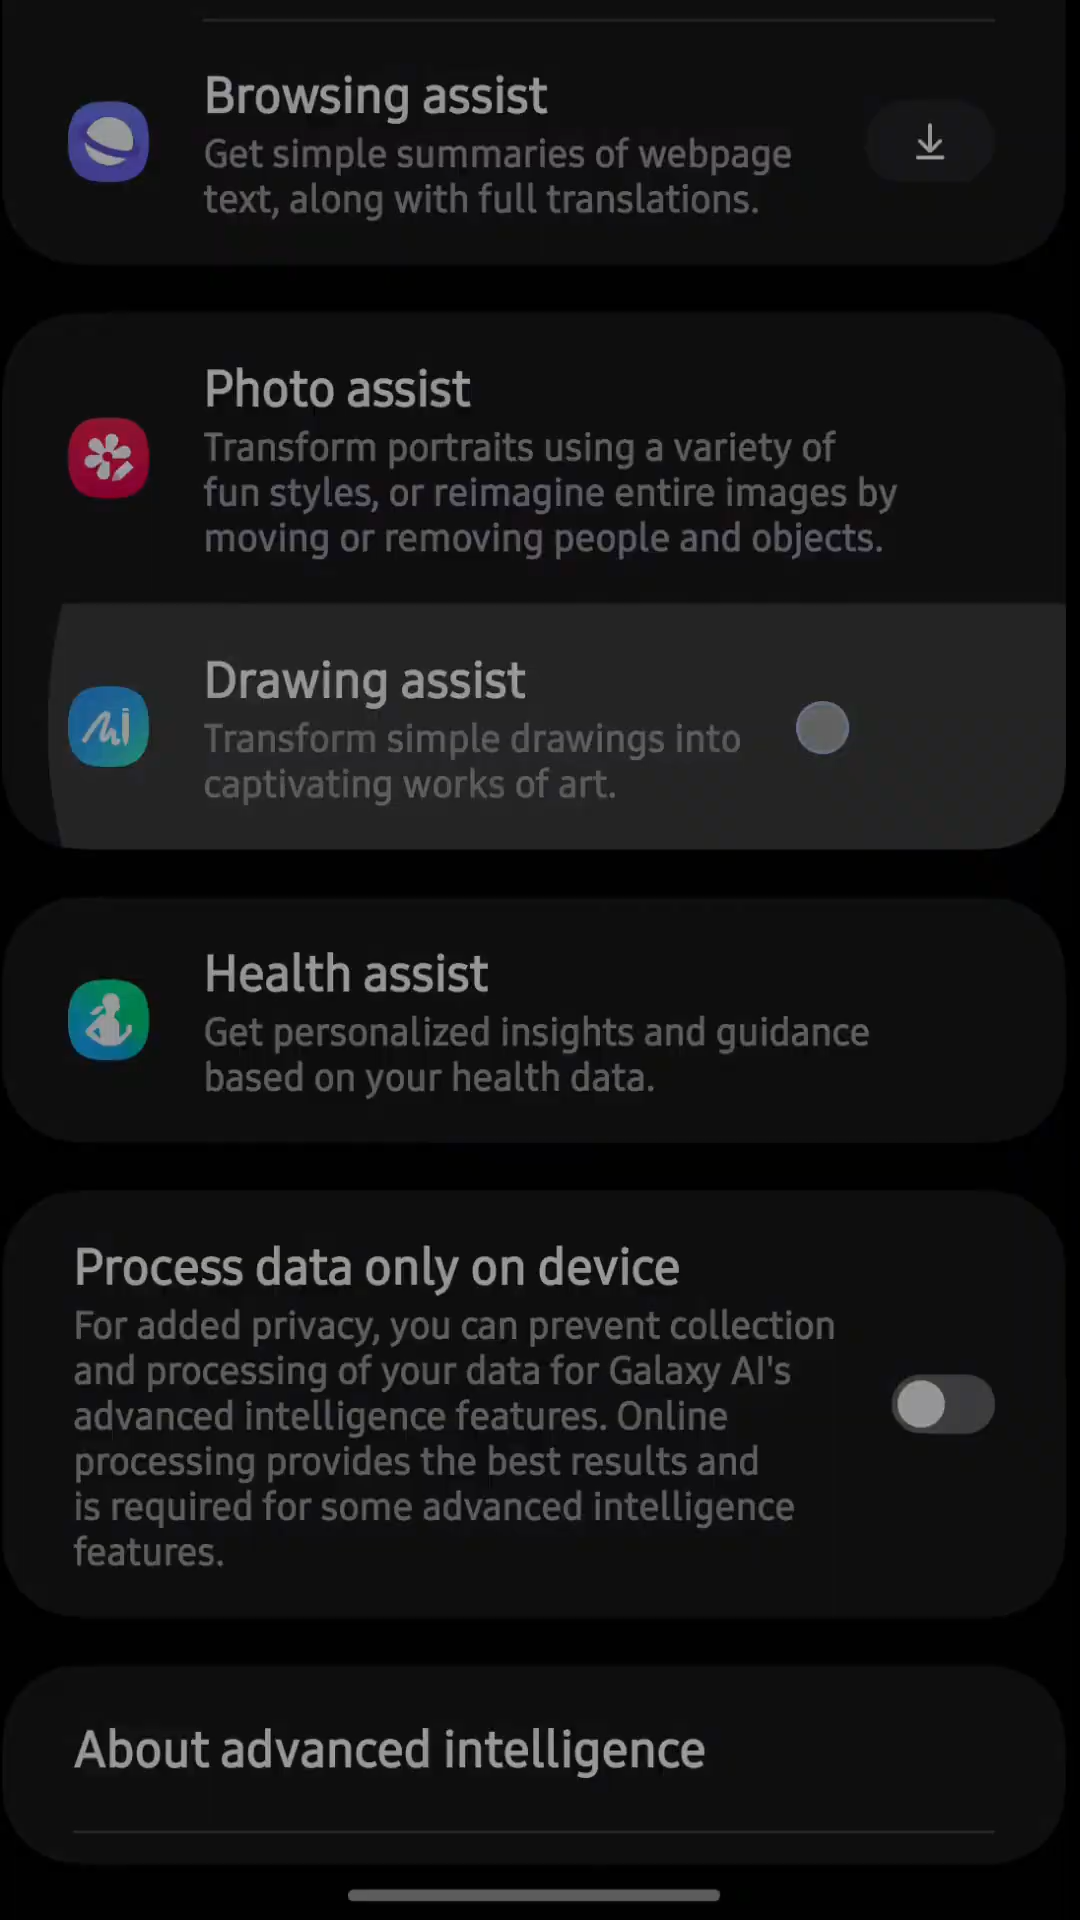 Browsing assist
Get simple summaries of webpage
text, along with full translations.
Photo assist
Transform portraits using a variety of
fun styles, or reimagine entire images by
moving or removing people and objects.
Drawing assist
Transform simple drawings into
captivating works of art.
Health assist
Get personalized insights and guidance
based on your health data.
Process data only on device
For added privacy, you can prevent collection
and processing of your data for Galaxy AI's
advanced intelligence features. Online
processing provides the best results and
is required for some advanced intelligence
features.
About advanced intelligence